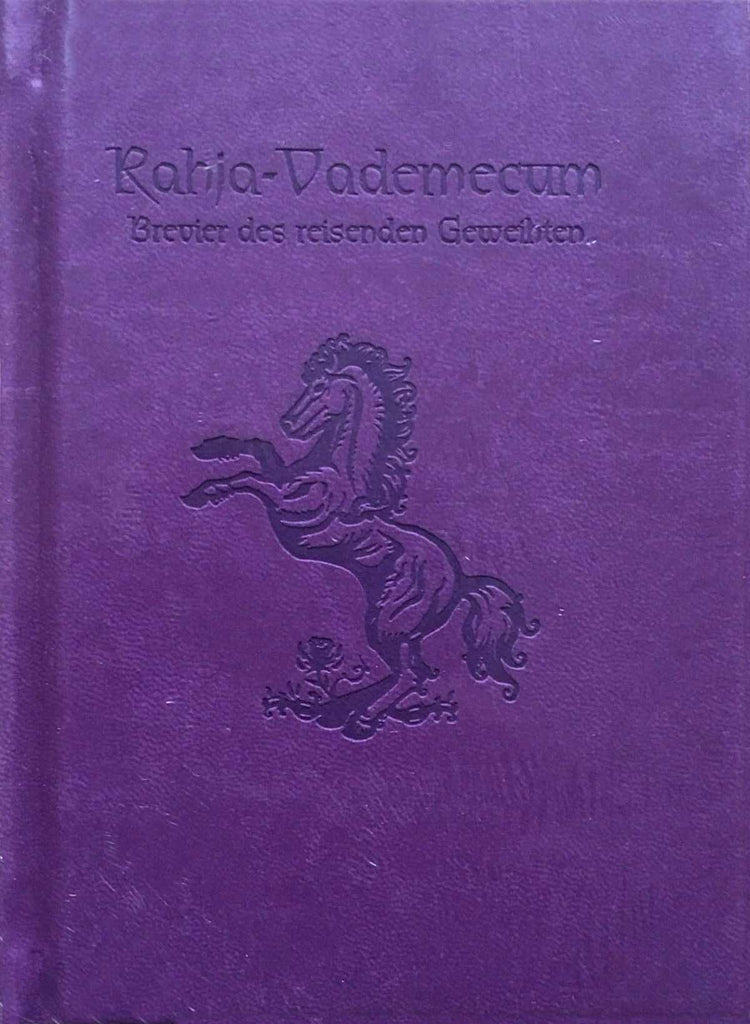 Rahja-Vademecum
Brevier des reisenden Geweihten